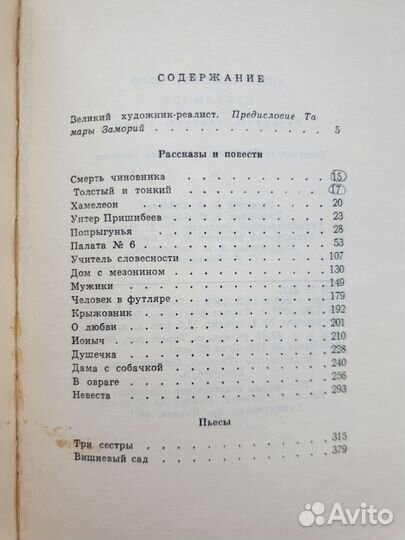 СОДЕРЖАНИЕ
Великий художник-реалист. Предисловие Та
мары Заморий . . . . . . . . . . . 5
Рассказы и повести
Смерть чиновника . . . . . . . . . . 15
Толстый и тонкий . . . . . . . . . . 17
Хамелеон . . . . . . . . . . . . . 20
Унтер Пришибеев . . . . . . . . . . 23
Попрыгунья . . . . . . . . . . . . 28
Палата № 6 . . . . . . . . . . . . 53
Учитель словесности . . . . . . . . . 107
Дом с мезонином . . . . . . . . . . 130
Мужики . . . . . . . . . . . . . . 149
Человек в футляре . . . . . . . . . . 179
Крыжовник . . . . . . . . . . . . . 192
О любви . . . . . . . . . . . . . . 201
Ионыч . . . . . . . . . . . . . . 210
Душечка . . . . . . . . . . . . . . 228
Дама с собачкой . . . . . . . . . . . 240
В овраге . . . . . . . . . . . . . 256
Невеста . . . . . . . . . . . . . . 293
Пьесы
Три сестры . . . . . . . . . . . . 315
Вишневый сад . . . . . . . . . . . 379
Avito